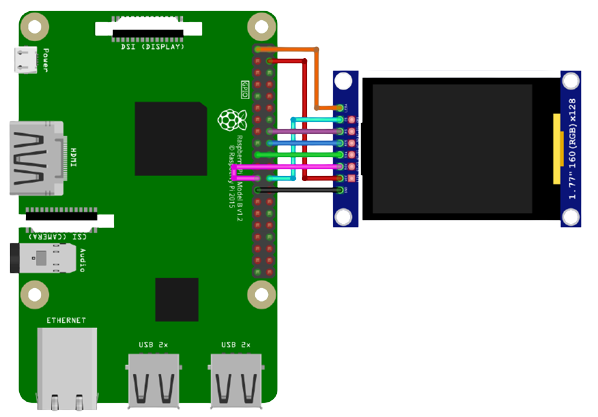 DSI (DISPLAY)
Power
GPIO
HDMI
Raspberry Pi 3 Model B v1.2
© Raspberry Pi 2015
CSI (CAMERA)
Audio
ETHERNET
USB 2x
USB 2x
1.77" 160(RGB)x128